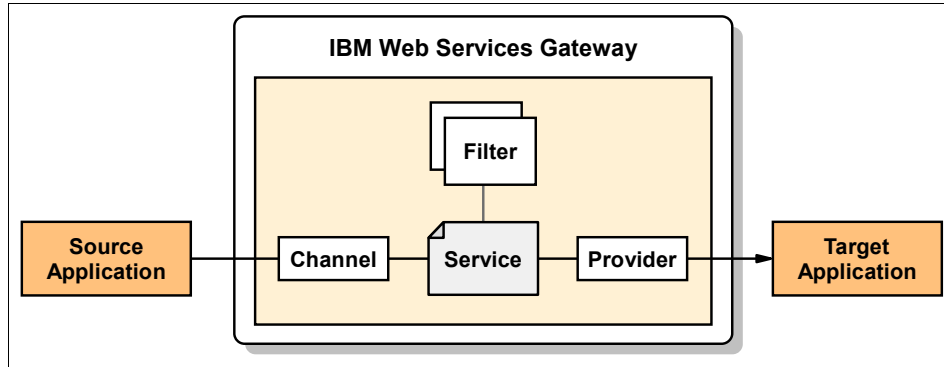 IBM Web Services Gateway
Filter
Source
Application
Channel
Service
Provider
Target
Application